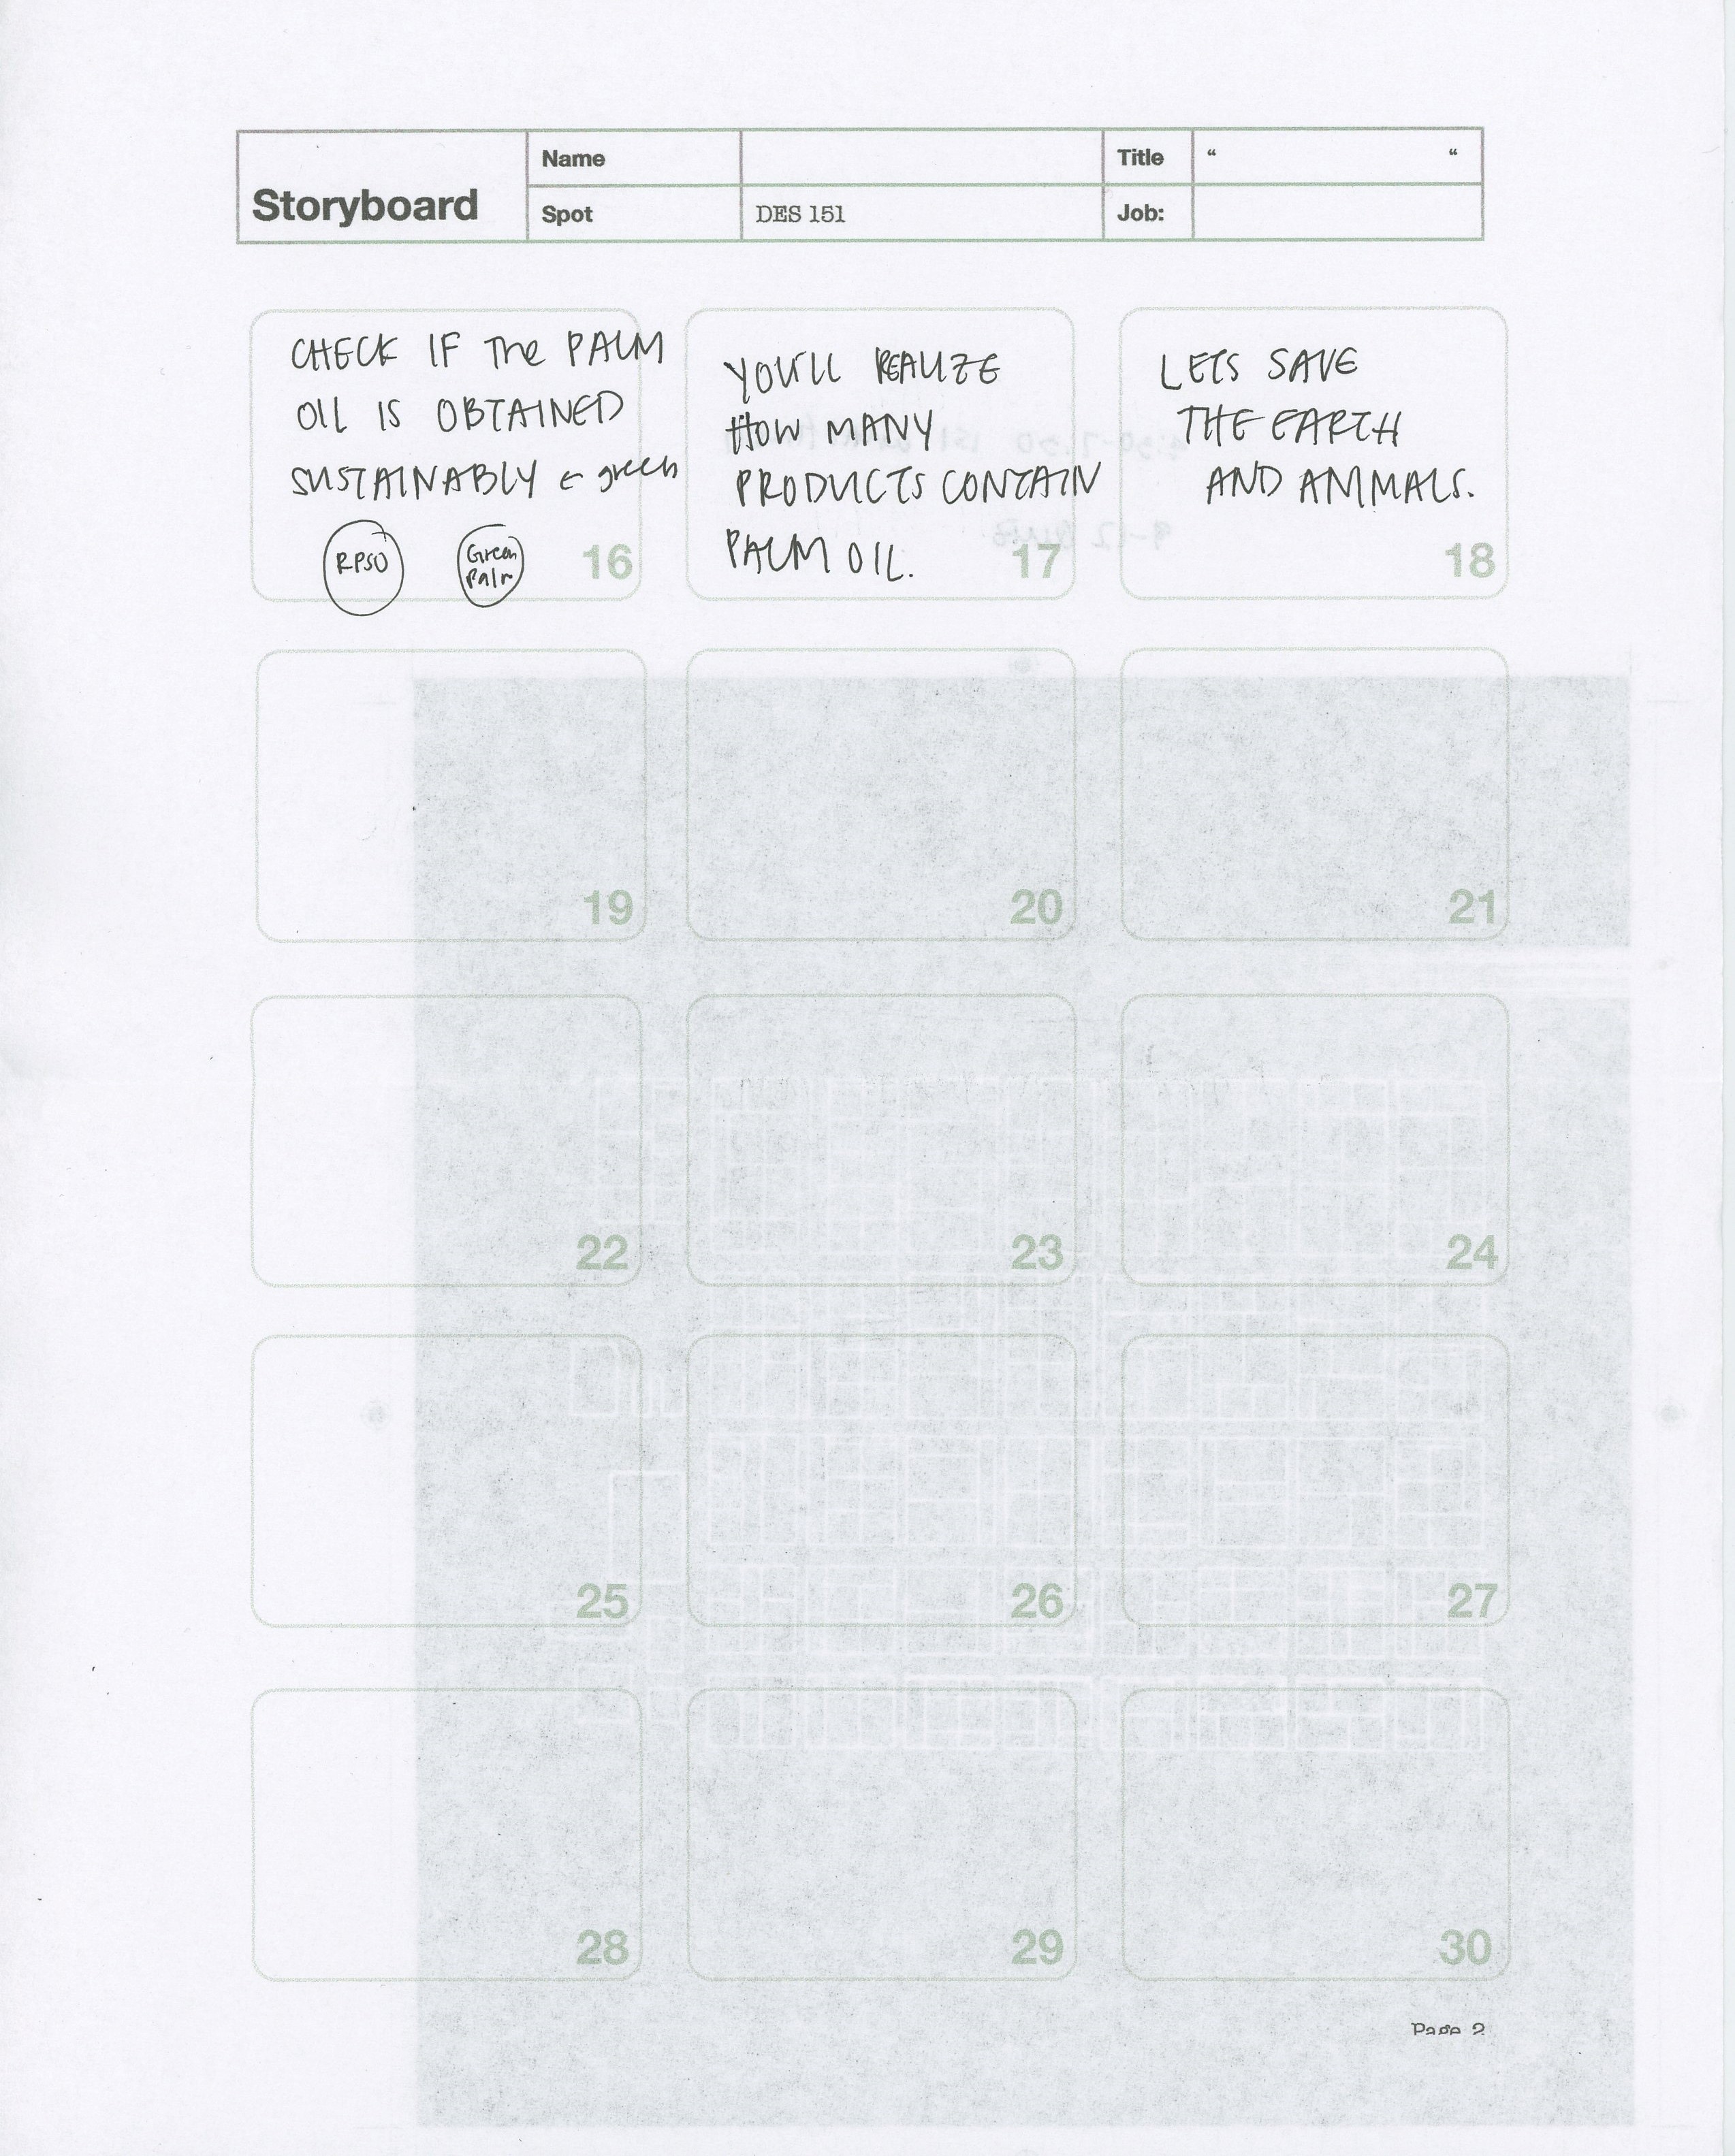 Storyboard
Name
Title “ “
Spot DES 151
Job:
CHECK IF The PALM
OIL IS OBTAINED
SUSTAINABLY ← green
RPSO
Green
Palm
16
YOU'LL REALIZE
HOW MANY
PRODUCTS CONTAIN
PALM OIL.
17
LETS SAVE
THE EARTH
AND ANIMALS.
18
19
20
21
22
23
24
25
26
27
28
29
30
Page 2